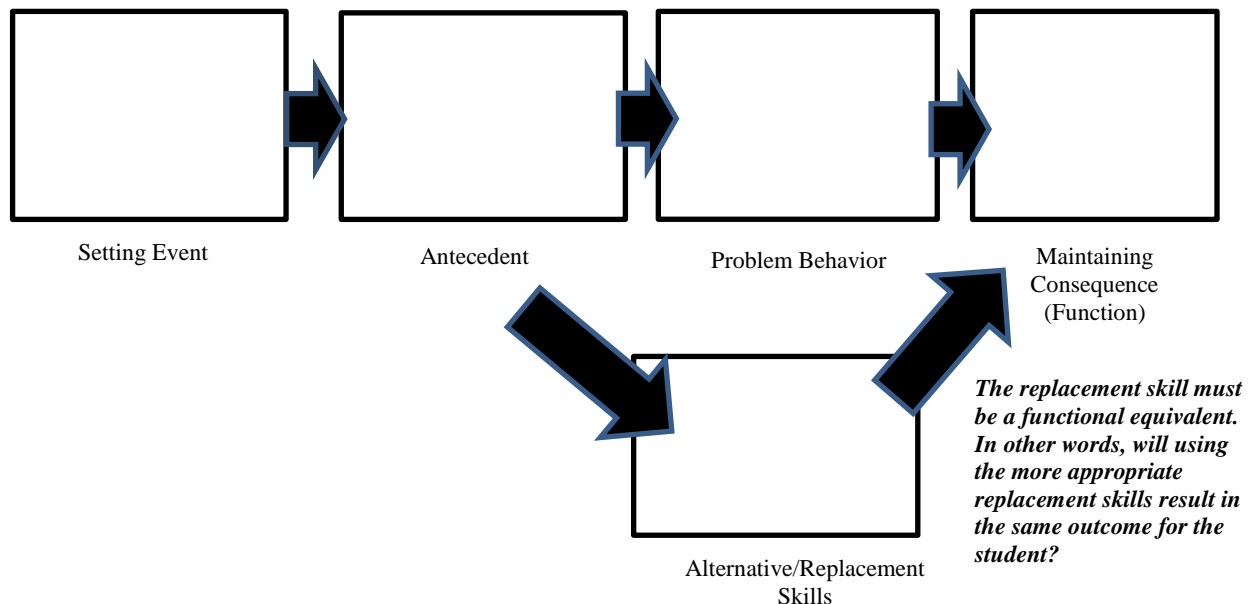 Setting Event
Antecedent
Problem Behavior
Maintaining
Consequence
(Function)
The replacement skill must
be a functional equivalent.
In other words, will using
the more appropriate
replacement skills result in
the same outcome for the
student?
Alternative/Replacement
Skills